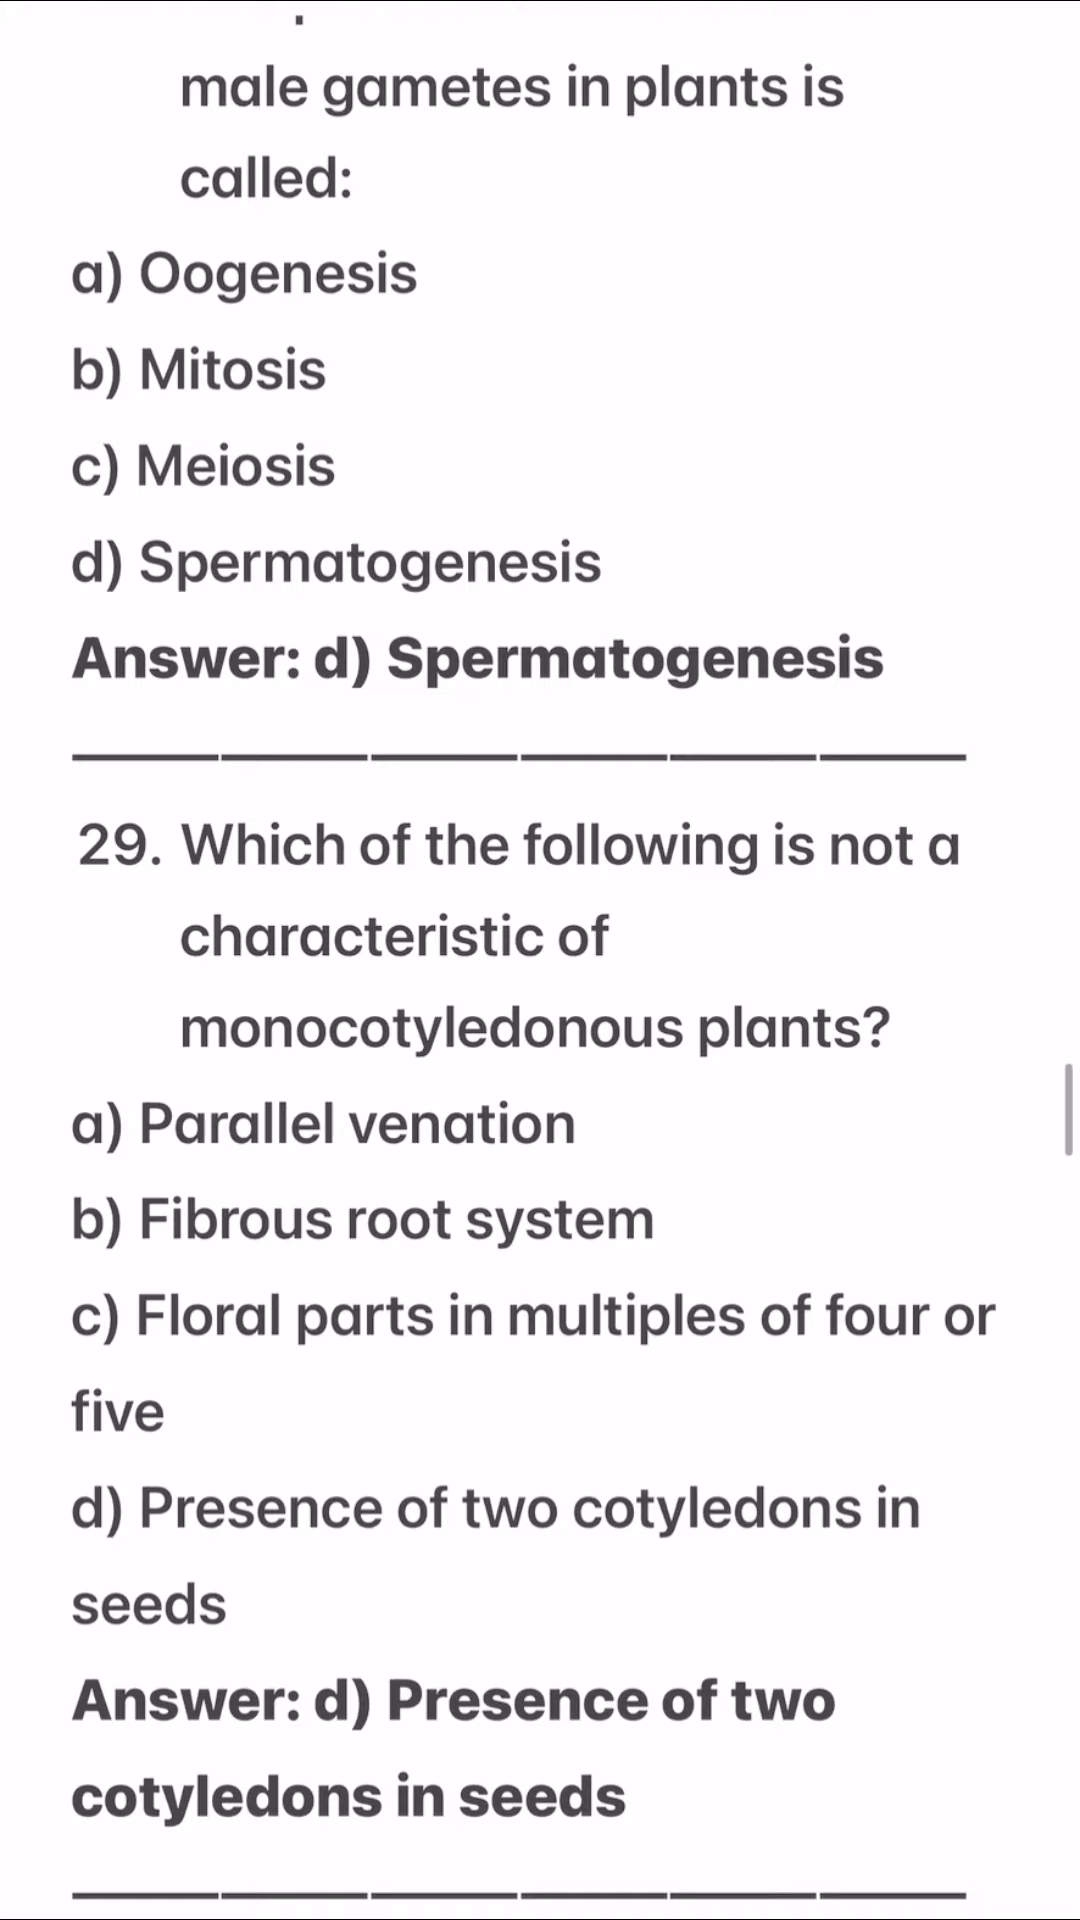 male gametes in plants is
called:
a) Oogenesis
b) Mitosis
c) Meiosis
d) Spermatogenesis
Answer: d) Spermatogenesis
29. Which of the following is not a
characteristic of
monocotyledonous plants?
a) Parallel venation
b) Fibrous root system
c) Floral parts in multiples of four or
five
d) Presence of two cotyledons in
seeds
Answer: d) Presence of two
cotyledons in seeds